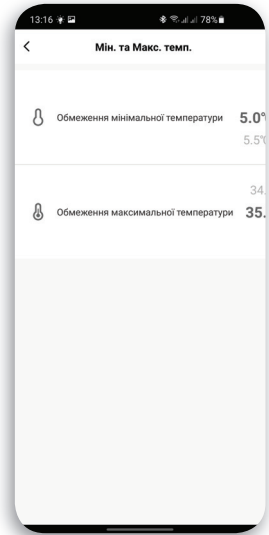 13:16 78%
Мін. та Макс. темп.
Обмеження мінімальної температури 5.0°
5.5°
34.
Обмеження максимальної температури 35.